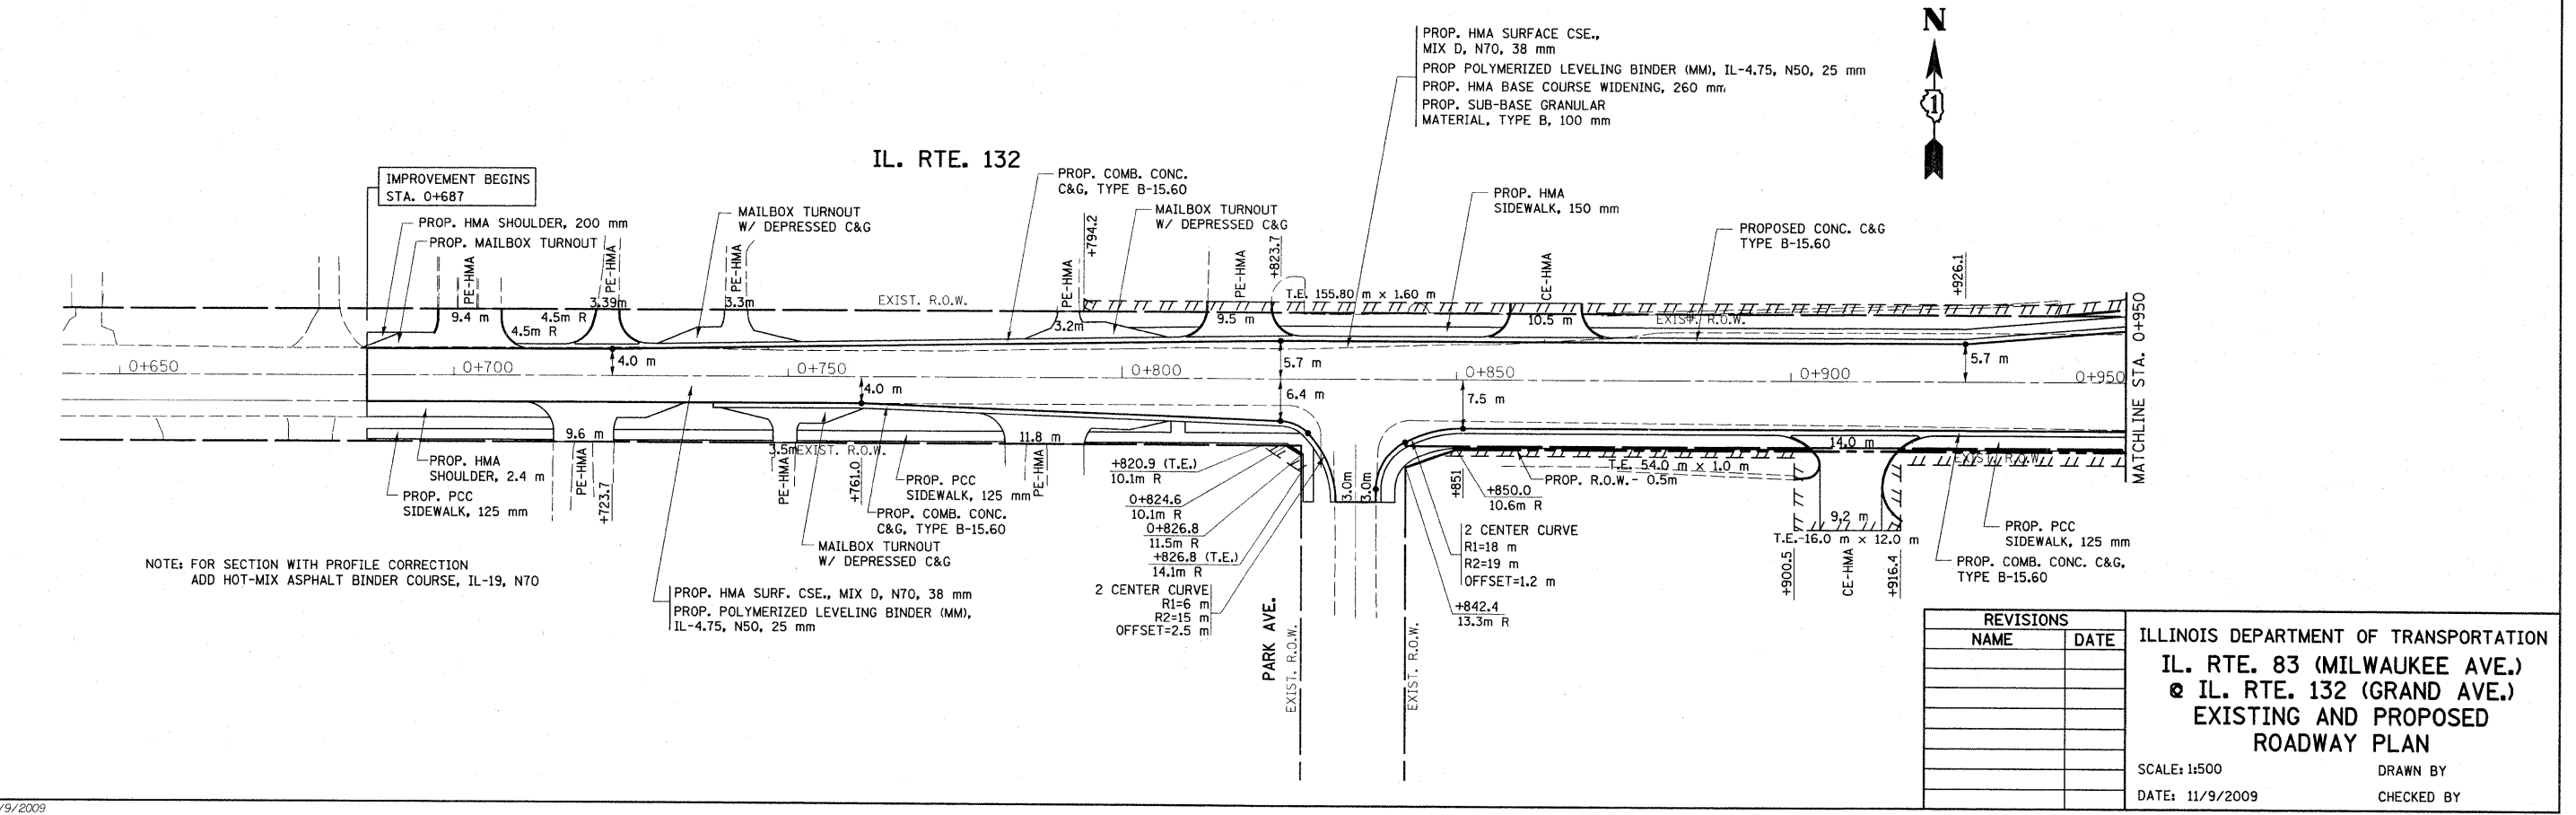 N
1
PROP. HMA SURFACE CSE.,
MIX D, N70, 38 mm
PROP POLYMERIZED LEVELING BINDER (MM), IL-4.75, N50, 25 mm
PROP. HMA BASE COURSE WIDENING, 260 mm
PROP. SUB-BASE GRANULAR
MATERIAL, TYPE B, 100 mm
IL. RTE. 132
IMPROVEMENT BEGINS
STA. 0+687
PROP. HMA SHOULDER, 200 mm
PROP. MAILBOX TURNOUT
MAILBOX TURNOUT
W/ DEPRESSED C&G
PROP. COMB. CONC.
C&G, TYPE B-15.60
MAILBOX TURNOUT
W/ DEPRESSED C&G
PROP. HMA
SIDEWALK, 150 mm
PROPOSED CONC. C&G
TYPE B-15.60
+794.2
+823.7
+926.1
PE-HMA
PE-HMA
PE-HMA
PE-HMA
PE-HMA
CE-HMA
9.4 m
4.5m R
4.5m R
3.39m
3.3m
EXIST. R.O.W.
3.2m
9.5 m
T.E. 155.80 m x 1.60 m
10.5 m
EXIST. R.O.W.
0+650
0+700
4.0 m
0+750
4.0 m
0+800
5.7 m
6.4 m
0+850
7.5 m
0+900
5.7 m
0+950
MATCHLINE STA. 0+950
9.6 m
3.5m
EXIST. R.O.W.
11.8 m
14.0 m
EXIST. R.O.W.
T.E. 54.0 m x 1.0 m
PROP. R.O.W.- 0.5m
PROP. HMA
SHOULDER, 2.4 m
PROP. PCC
SIDEWALK, 125 mm
PE-HMA
+723.7
PE-HMA
+761.0
PROP. PCC
SIDEWALK, 125 mm
PE-HMA
PROP. COMB. CONC.
C&G, TYPE B-15.60
MAILBOX TURNOUT
W/ DEPRESSED C&G
+820.9 (T.E.)
10.1m R
0+824.6
10.1m R
0+826.8
11.5m R
+826.8 (T.E.)
14.1m R
2 CENTER CURVE
R1=6 m
R2=15 m
OFFSET=2.5 m
3.0m
3.0m
+851
+850.0
10.6m R
2 CENTER CURVE
R1=18 m
R2=19 m
OFFSET=1.2 m
+842.4
13.3m R
9.2 m
T.E.-16.0 m x 12.0 m
+900.5
CE-HMA
+916.4
PROP. PCC
SIDEWALK, 125 mm
PROP. COMB. CONC. C&G,
TYPE B-15.60
NOTE: FOR SECTION WITH PROFILE CORRECTION
ADD HOT-MIX ASPHALT BINDER COURSE, IL-19, N70
PROP. HMA SURF. CSE., MIX D, N70, 38 mm
PROP. POLYMERIZED LEVELING BINDER (MM),
IL-4.75, N50, 25 mm
PARK AVE.
EXIST. R.O.W.
EXIST. R.O.W.
REVISIONS
NAME DATE
ILLINOIS DEPARTMENT OF TRANSPORTATION
IL. RTE. 83 (MILWAUKEE AVE.)
@ IL. RTE. 132 (GRAND AVE.)
EXISTING AND PROPOSED
ROADWAY PLAN
SCALE: 1:500 DRAWN BY
DATE: 11/9/2009 CHECKED BY
/9/2009